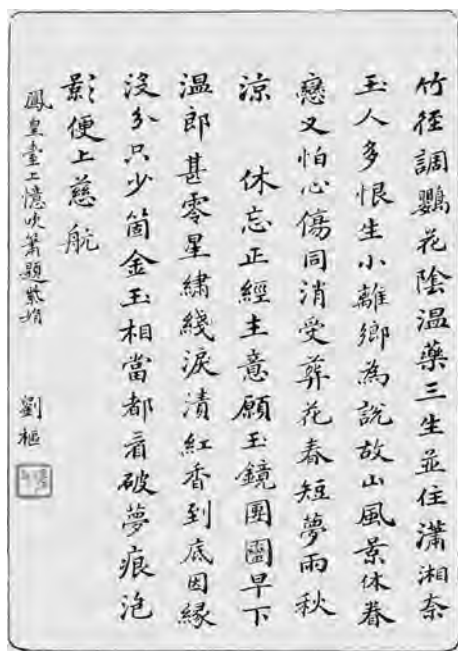 竹徑調鸚花陰温藥三生並住瀟湘奈
玉人多恨生小離鄉為說故山風景休眷
戀又怕心傷同消受葬花春短夢雨秋
涼　休忘正經主意願玉鏡團圞早下
温郎甚零星繡綫淚漬紅香到底因緣
沒分只少箇金玉相當都看破夢痕泡
影便上慈航
鳳皇臺上憶吹簫題紫鵑
劉樞